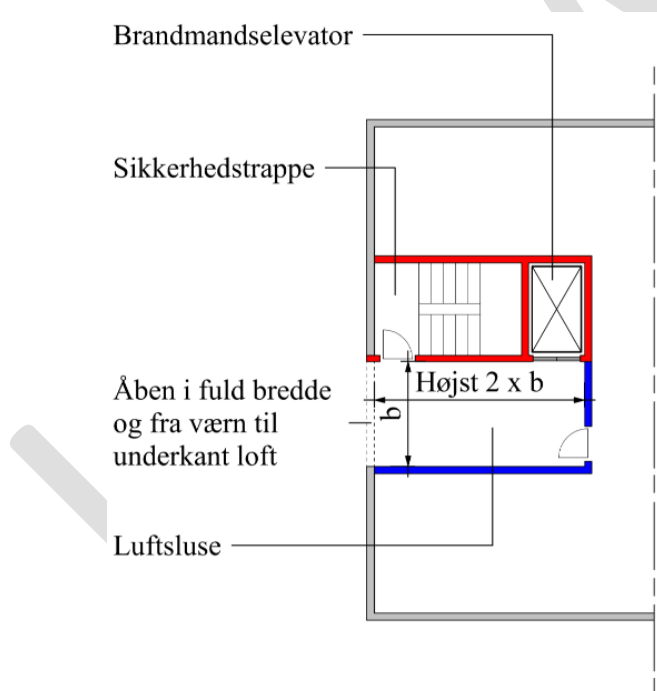 Brandmandselevator
Sikkerhedstrappe
Højst 2 x b
b
Åben i fuld bredde
og fra værn til
underkant loft
Luftsluse